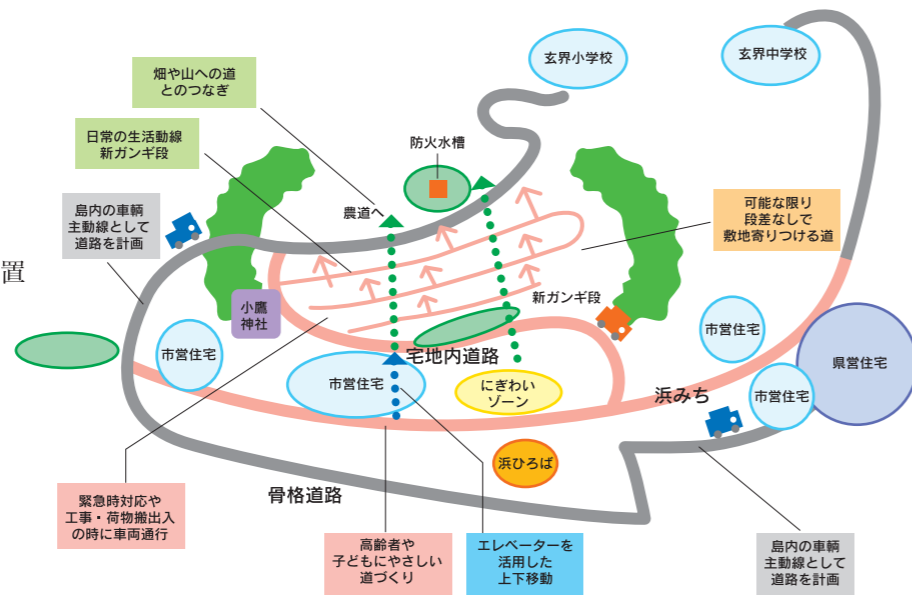 玄界小学校
玄界中学校
畑や山への道
とのつなぎ
防火水槽
日常の生活動線
新ガンギ段
農道へ
島内の車輌
主動線として
道路を計画
可能な限り
段差なしで
敷地寄りつける道
置
小鷹
神社
新ガンギ段
市営住宅
宅地内道路
市営住宅
市営住宅
にぎわい
ゾーン
浜みち
市営住宅
県営住宅
浜ひろば
骨格道路
緊急時対応や
工事・荷物搬出入
の時に車両通行
高齢者や
子どもにやさしい
道づくり
エレベーターを
活用した
上下移動
島内の車輌
主動線として
道路を計画